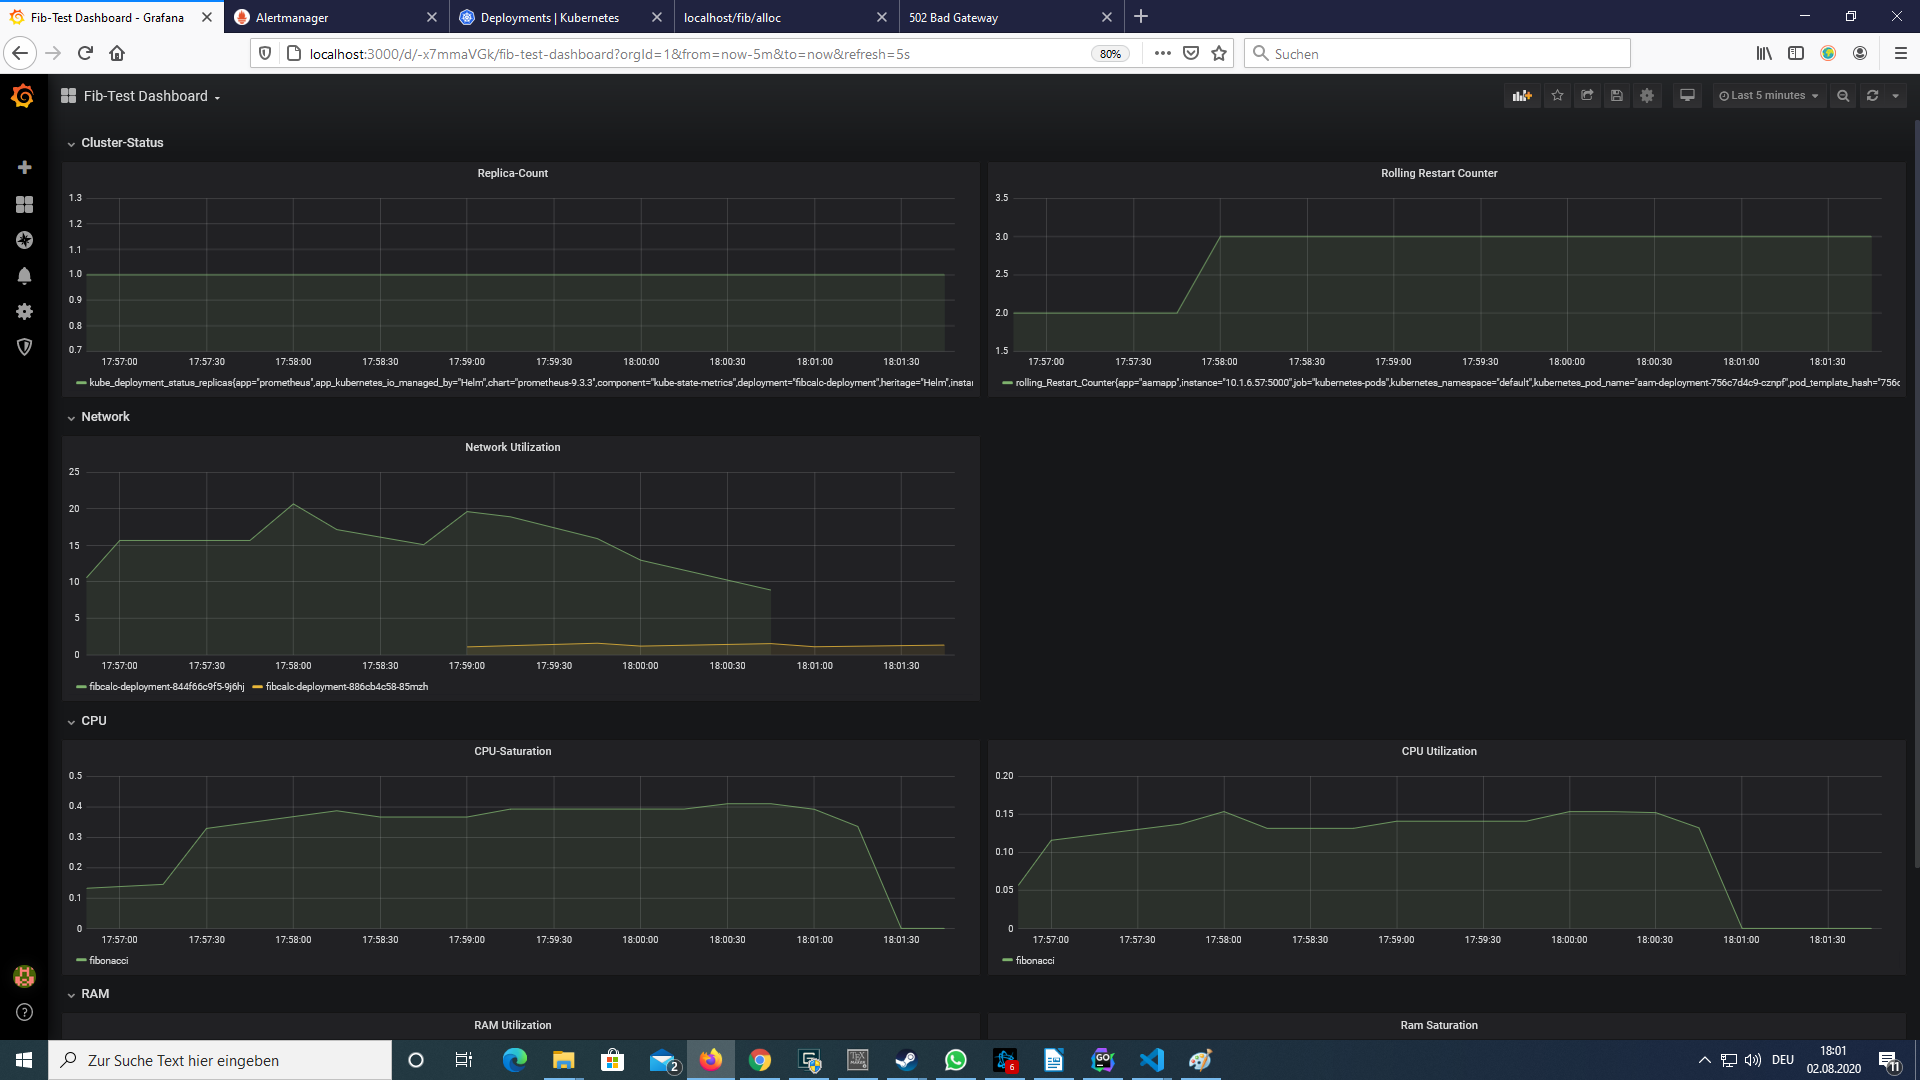 Fib-Test Dashboard - Grafana
Alertmanager
Deployments | Kubernetes
localhost/fib/alloc
502 Bad Gateway
localhost:3000/d/-x7mmaVGk/fib-test-dashboard?orgId=1&from=now-5m&to=now&refresh=5s
80%
Suchen
Fib-Test Dashboard
Last 5 minutes
Cluster-Status
Replica-Count
1.3
1.2
1.1
1.0
0.9
0.8
0.7
17:57:00 17:57:30 17:58:00 17:58:30 17:59:00 17:59:30 18:00:00 18:00:30 18:01:00 18:01:30
kube_deployment_status_replicas{app="prometheus",app_kubernetes_io_managed_by="Helm",chart="prometheus-9.3.3",component="kube-state-metrics",deployment="fibcalc-deployment",heritage="Helm",instar
Rolling Restart Counter
3.5
3.0
2.5
2.0
1.5
17:57:00 17:57:30 17:58:00 17:58:30 17:59:00 17:59:30 18:00:00 18:00:30 18:01:00 18:01:30
rolling_Restart_Counter{app="aamapp",instance="10.1.6.57:5000",job="kubernetes-pods",kubernetes_namespace="default",kubernetes_pod_name="aam-deployment-756c7d4c9-cznpf",pod_template_hash="756c
Network
Network Utilization
25
20
15
10
5
0
17:57:00 17:57:30 17:58:00 17:58:30 17:59:00 17:59:30 18:00:00 18:00:30 18:01:00 18:01:30
fibcalc-deployment-844f66c9f5-9j6hj fibcalc-deployment-886cb4c58-85mzh
CPU
CPU-Saturation
0.5
0.4
0.3
0.2
0.1
0
17:57:00 17:57:30 17:58:00 17:58:30 17:59:00 17:59:30 18:00:00 18:00:30 18:01:00 18:01:30
fibonacci
CPU Utilization
0.20
0.15
0.10
0.05
0
17:57:00 17:57:30 17:58:00 17:58:30 17:59:00 17:59:30 18:00:00 18:00:30 18:01:00 18:01:30
fibonacci
RAM
RAM Utilization
Ram Saturation
Zur Suche Text hier eingeben
2
6
GO
DEU
18:01
02.08.2020
11